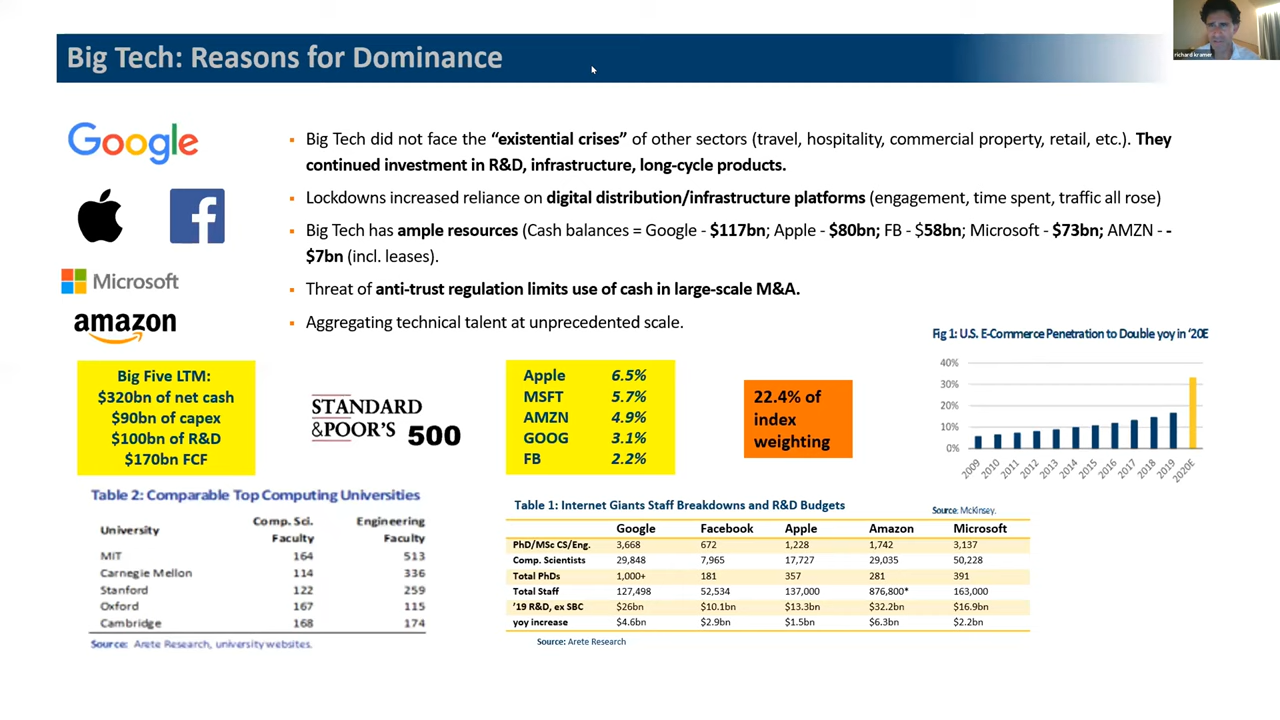 richard kramer
Big Tech: Reasons for Dominance
Google
Microsoft
amazon
▪ Big Tech did not face the “existential crises” of other sectors (travel, hospitality, commercial property, retail, etc.). They
continued investment in R&D, infrastructure, long-cycle products.
▪ Lockdowns increased reliance on digital distribution/infrastructure platforms (engagement, time spent, traffic all rose)
▪ Big Tech has ample resources (Cash balances = Google - $117bn; Apple - $80bn; FB - $58bn; Microsoft - $73bn; AMZN - -
$7bn (incl. leases).
▪ Threat of anti-trust regulation limits use of cash in large-scale M&A.
▪ Aggregating technical talent at unprecedented scale.
Big Five LTM:
$320bn of net cash
$90bn of capex
$100bn of R&D
$170bn FCF
STANDARD
&POOR'S 500
Apple 6.5%
MSFT 5.7%
AMZN 4.9%
GOOG 3.1%
FB 2.2%
22.4% of
index
weighting
Fig 1: U.S. E-Commerce Penetration to Double yoy in ‘20E
40%
30%
20%
10%
0%
2009 2010 2011 2012 2013 2014 2015 2016 2017 2018 2019 2020E
Source: McKinsey.
Table 2: Comparable Top Computing Universities
University Comp. Sci. Faculty Engineering Faculty
MIT 164 513
Carnegie Mellon 114 336
Stanford 122 259
Oxford 167 115
Cambridge 168 174
Source: Arete Research, university websites.
Table 1: Internet Giants Staff Breakdowns and R&D Budgets
Google Facebook Apple Amazon Microsoft
PhD/MSc CS/Eng. 3,668 672 1,228 1,742 3,137
Comp. Scientists 29,848 7,965 17,727 29,035 50,228
Total PhDs 1,000+ 181 357 281 391
Total Staff 127,498 52,534 137,000 876,800* 163,000
’19 R&D, ex SBC $26bn $10.1bn $13.3bn $32.2bn $16.9bn
yoy increase $4.6bn $2.9bn $1.5bn $6.3bn $2.2bn
Source: Arete Research